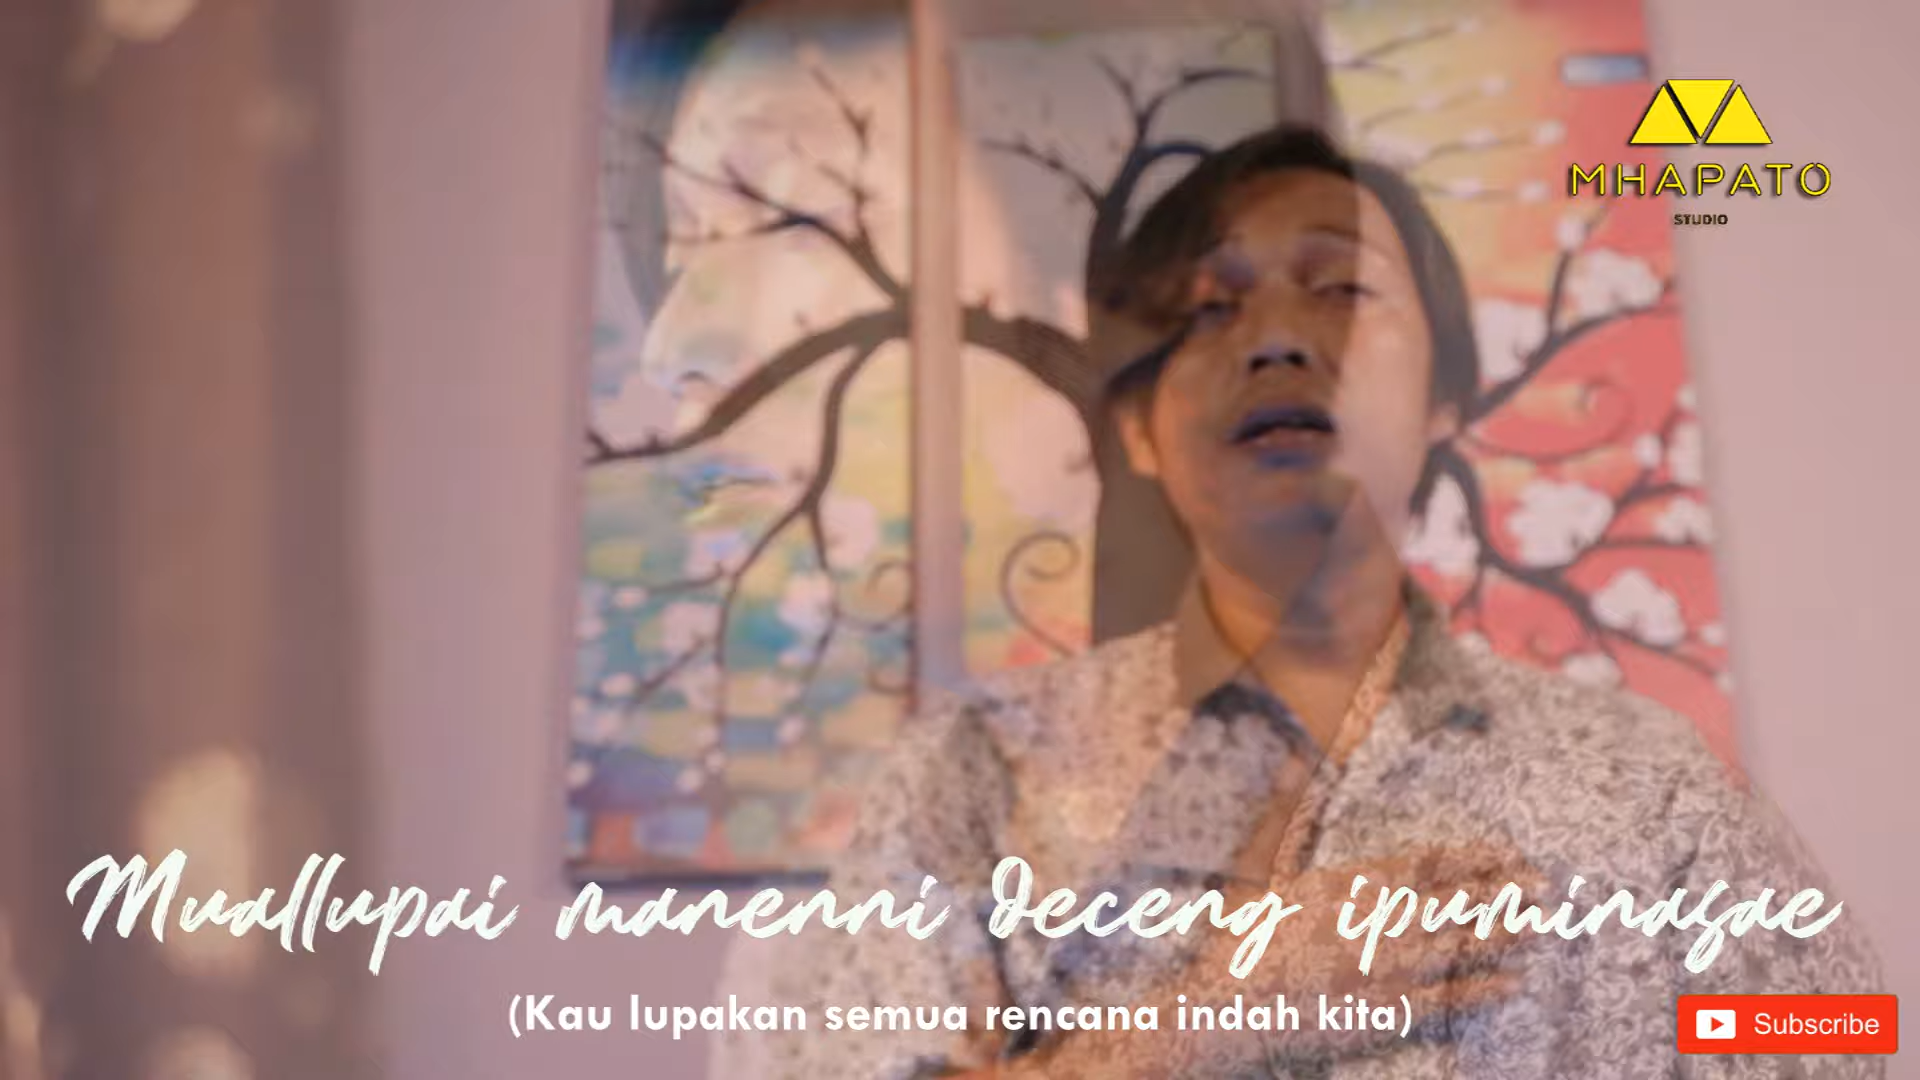 MHAPATO
STUDIO
Muallupai manenni deceng ipuminasae
(Kau lupakan semua rencana indah kita)
Subscribe